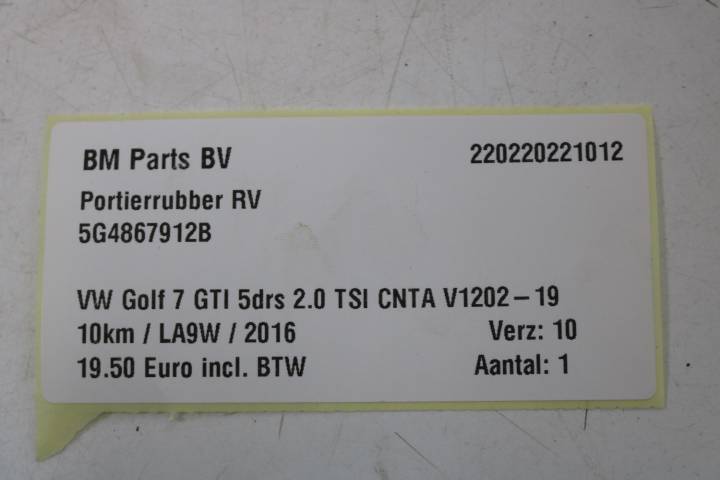 BM Parts BV 220220221012
Portierrubber RV
5G4867912B
VW Golf 7 GTI 5drs 2.0 TSI CNTA V1202-19
10km / LA9W / 2016 Verz: 10
19.50 Euro incl. BTW Aantal: 1